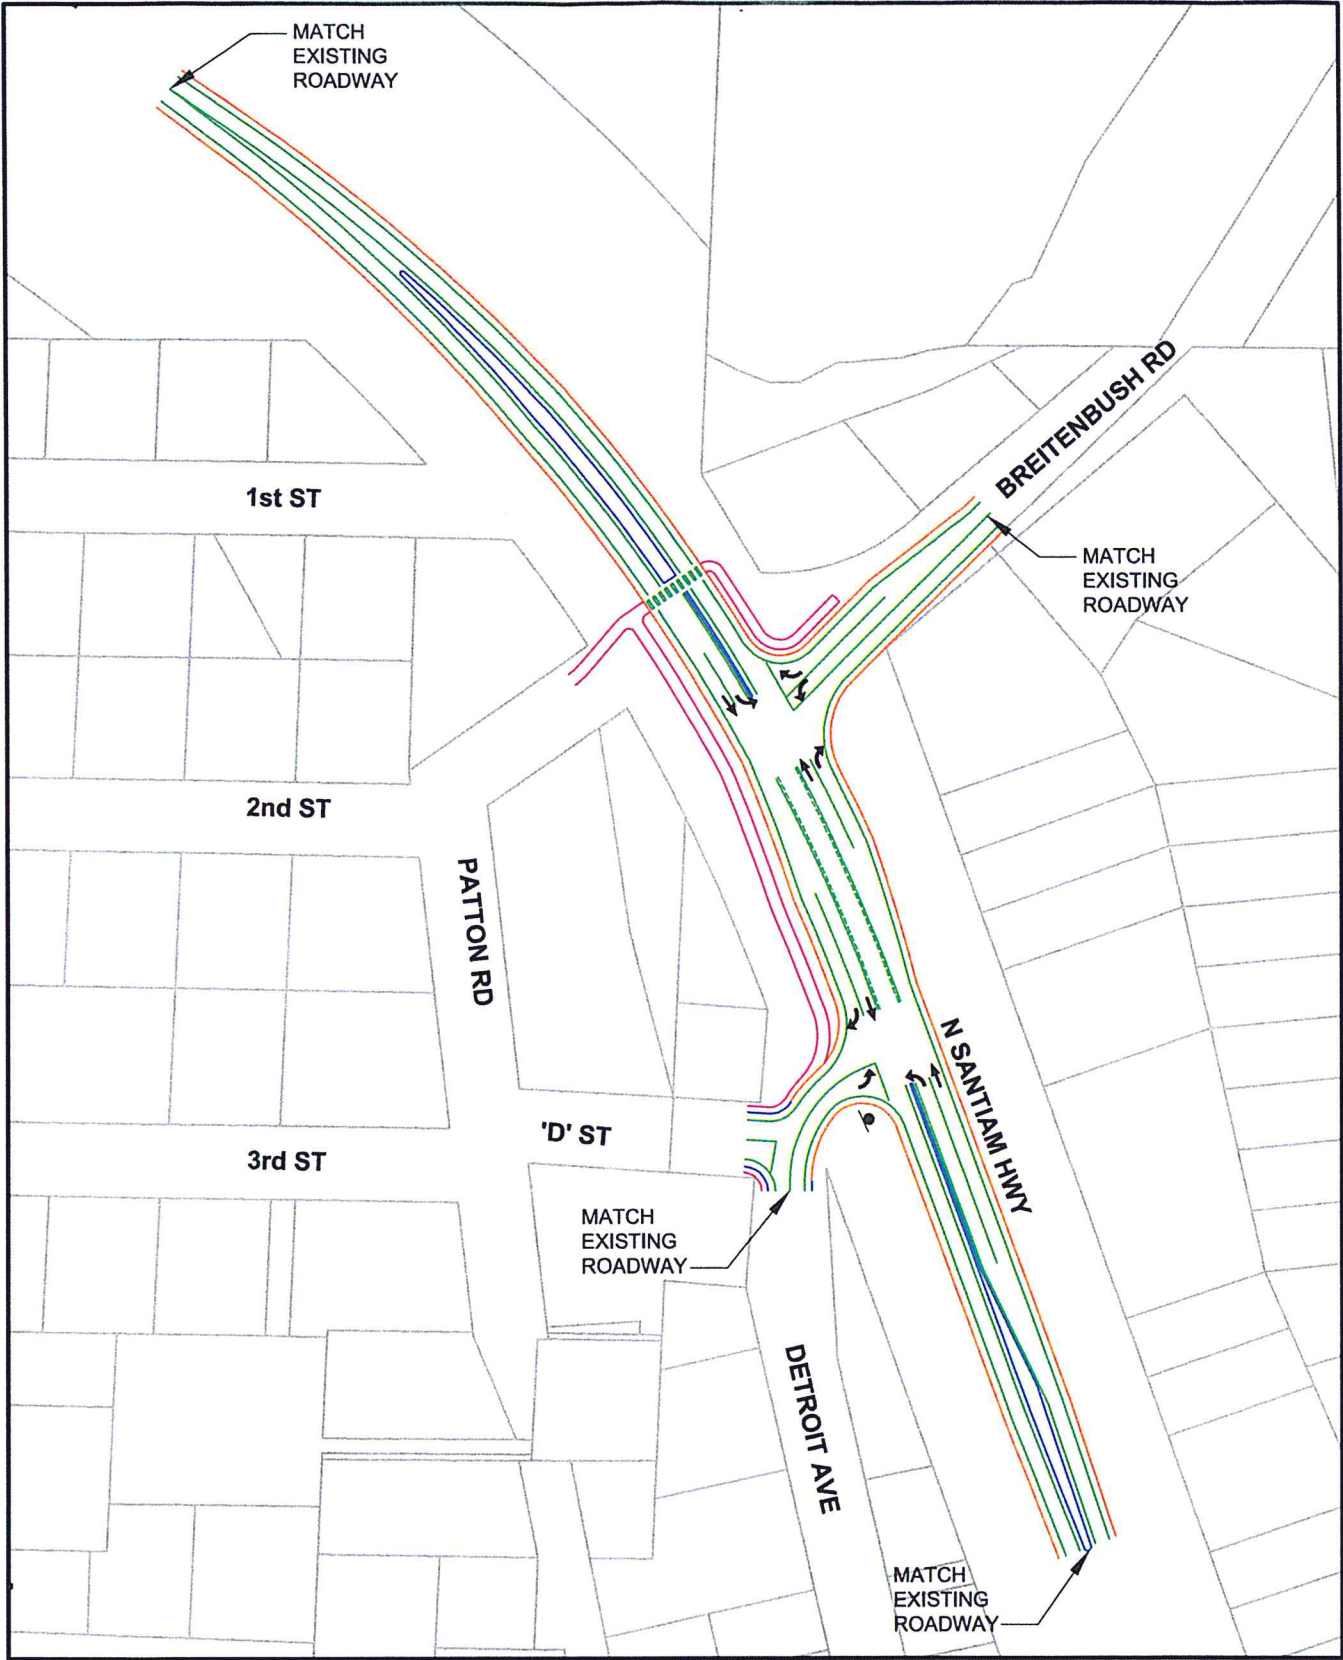 MATCH
EXISTING
ROADWAY
BREITENBUSH RD
1st ST
MATCH
EXISTING
ROADWAY
2nd ST
PATTON RD
N SANTIAM HWY
'D' ST
3rd ST
MATCH
EXISTING
ROADWAY
DETROIT AVE
MATCH
EXISTING
ROADWAY